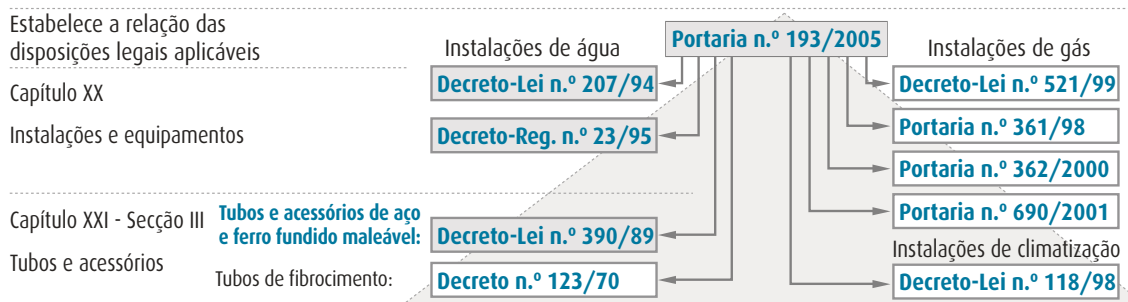 Estabelece a relação das
disposições legais aplicáveis
Instalações de água
Portaria n.º 193/2005
Instalações de gás
Capítulo XX
Decreto-Lei n.º 207/94
Decreto-Lei n.º 521/99
Instalações e equipamentos
Decreto-Reg. n.º 23/95
Portaria n.º 361/98
Portaria n.º 362/2000
Capítulo XXI - Secção III
Tubos e acessórios de aço
e ferro fundido maleável:
Decreto-Lei n.º 390/89
Portaria n.º 690/2001
Tubos e acessórios
Tubos de fibrocimento:
Decreto n.º 123/70
Instalações de climatização
Decreto-Lei n.º 118/98